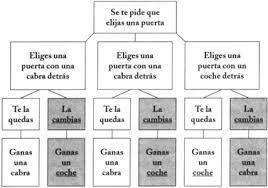 Se te pide que
elijas una puerta
Eliges una
puerta con una
cabra detrás
Eliges una
puerta con una
cabra detrás
Eliges una
puerta con un
coche detrás
Te la
quedas
La
cambias
Te la
quedas
La
cambias
Te la
quedas
La
cambias
Ganas
una
cabra
Ganas
un
coche
Ganas
una
cabra
Ganas
un
coche
Ganas
un
coche
Ganas
una
cabra